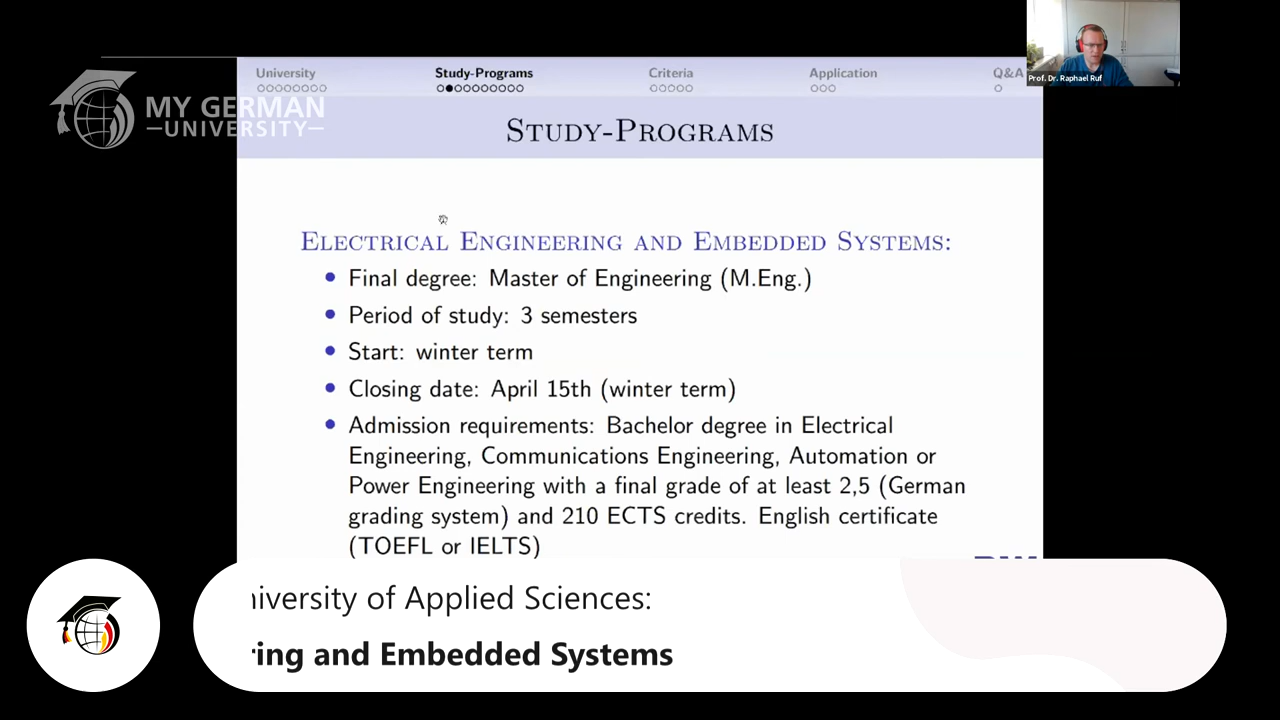 University
Study-Programs
Criteria
Application
Q&A
Prof. Dr. Raphael Ruf
MY GERMAN
UNIVERSITY
STUDY-PROGRAMS
ELECTRICAL ENGINEERING AND EMBEDDED SYSTEMS:
• Final degree: Master of Engineering (M.Eng.)
• Period of study: 3 semesters
• Start: winter term
• Closing date: April 15th (winter term)
• Admission requirements: Bachelor degree in Electrical
Engineering, Communications Engineering, Automation or
Power Engineering with a final grade of at least 2,5 (German
grading system) and 210 ECTS credits. English certificate
(TOEFL or IELTS)
niversity of Applied Sciences:
ring and Embedded Systems